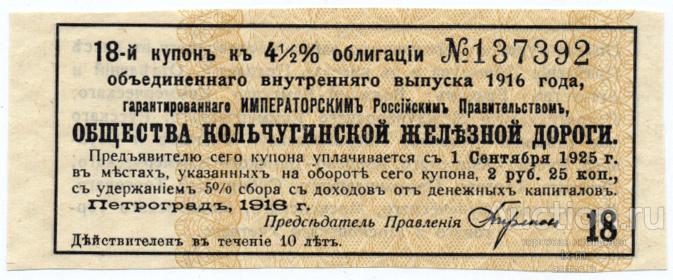 18-й купонъ къ 4½% облигаціи №137392
объединеннаго внутренняго выпуска 1916 года,
гарантированнаго ИМПЕРАТОРСКИМЪ Россійскимъ Правительствомъ,
ОБЩЕСТВА КОЛЬЧУГИНСКОЙ ЖЕЛѢЗНОЙ ДОРОГИ.
Предъявителю сего купона уплачивается съ 1 Сентября 1925 г.
въ мѣстахъ, указанныхъ на оборотѣ сего купона, 2 руб. 25 коп.,
съ удержаніемъ 5% сбора съ доходовъ отъ денежныхъ капиталовъ.
Петроградъ, 1916 г.
Предсѣдатель Правленія
18
Дѣйствителенъ въ теченіе 10 лѣтъ.